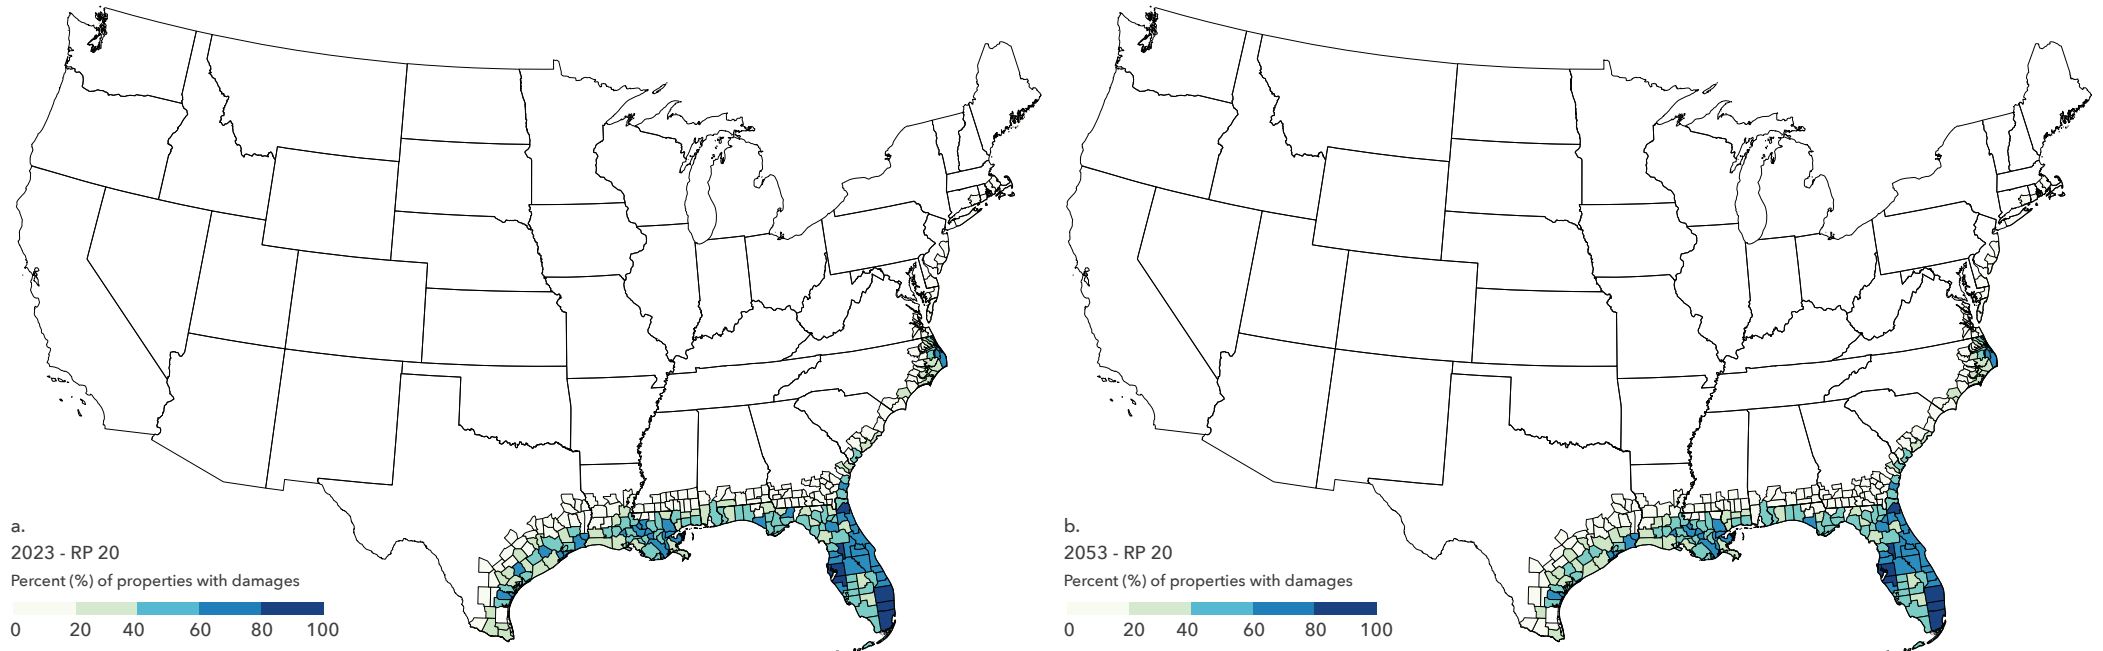 a.
2023 - RP 20
Percent (%) of properties with damages
0 20 40 60 80 100
b.
2053 - RP 20
Percent (%) of properties with damages
0 20 40 60 80 100